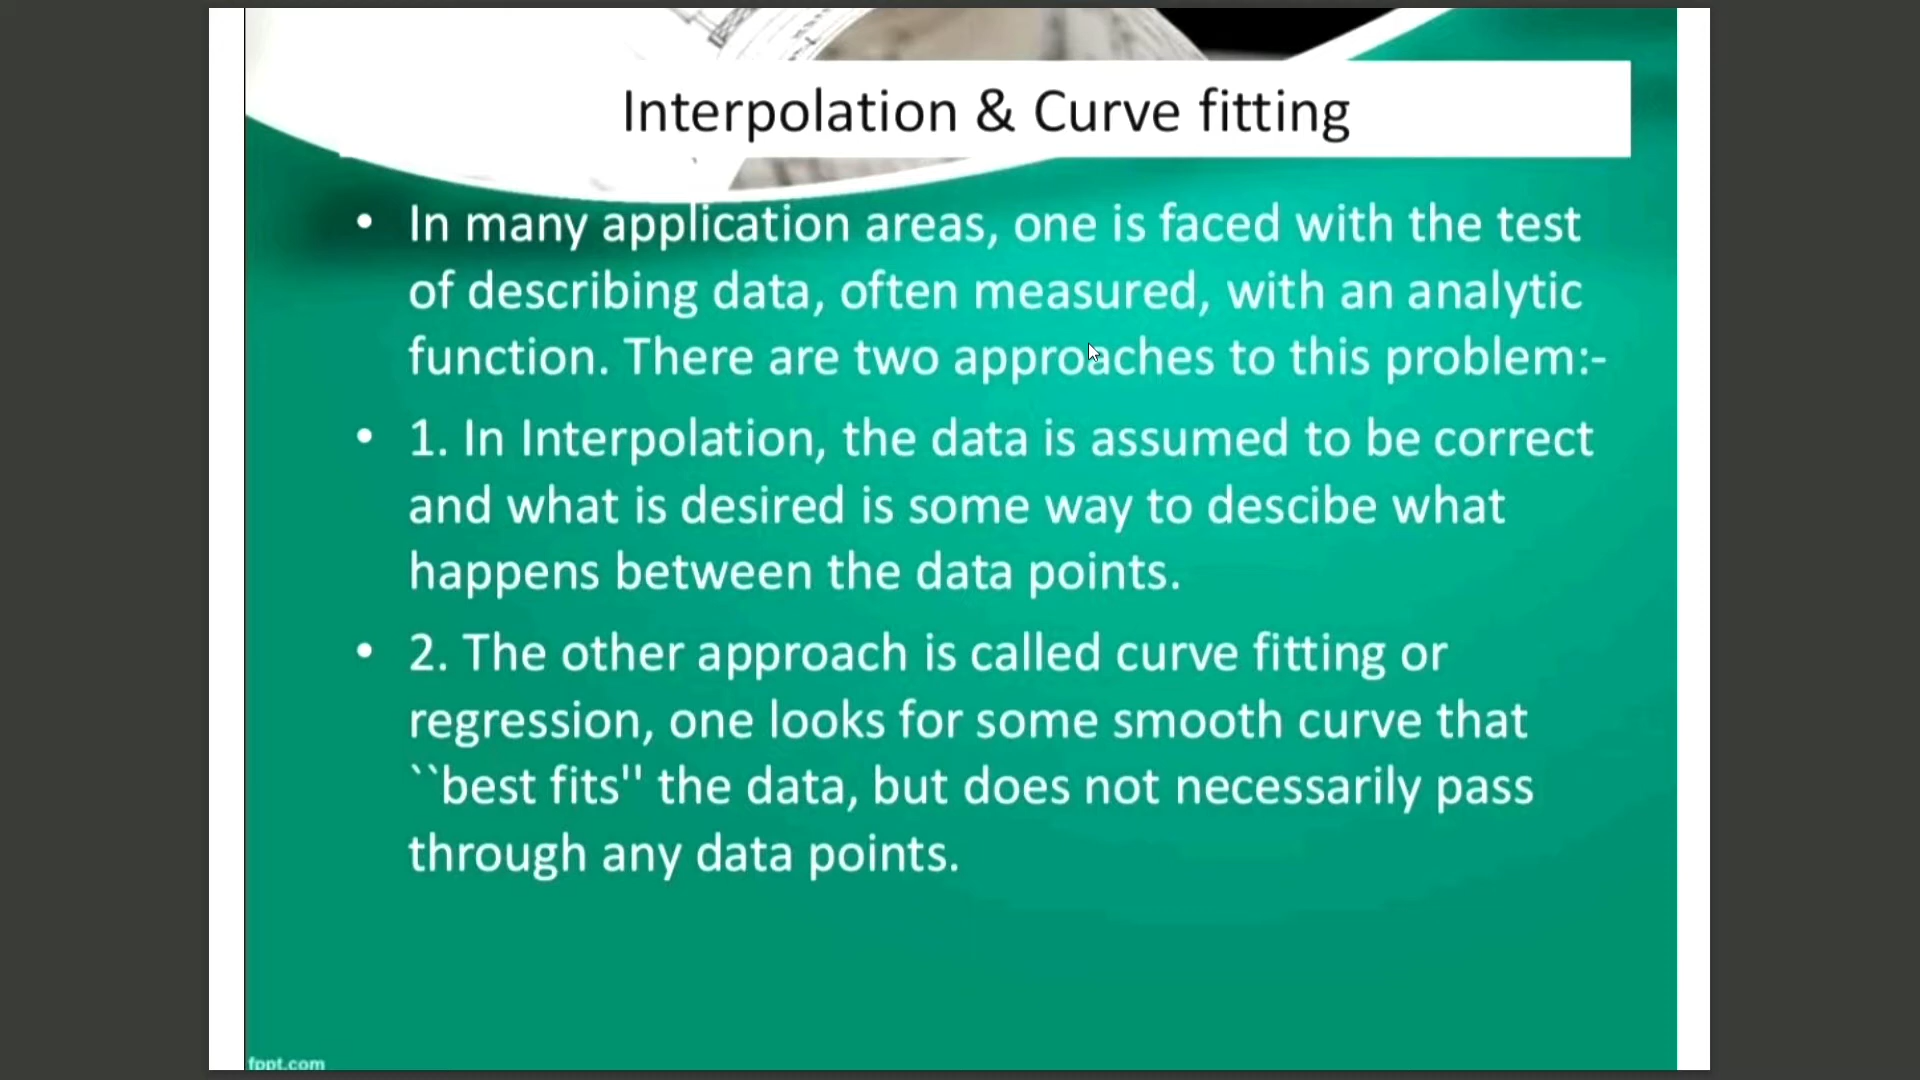 Interpolation & Curve fitting
• In many application areas, one is faced with the test
of describing data, often measured, with an analytic
function. There are two approaches to this problem:-
• 1. In Interpolation, the data is assumed to be correct
and what is desired is some way to descibe what
happens between the data points.
• 2. The other approach is called curve fitting or
regression, one looks for some smooth curve that
``best fits'' the data, but does not necessarily pass
through any data points.
fppt.com